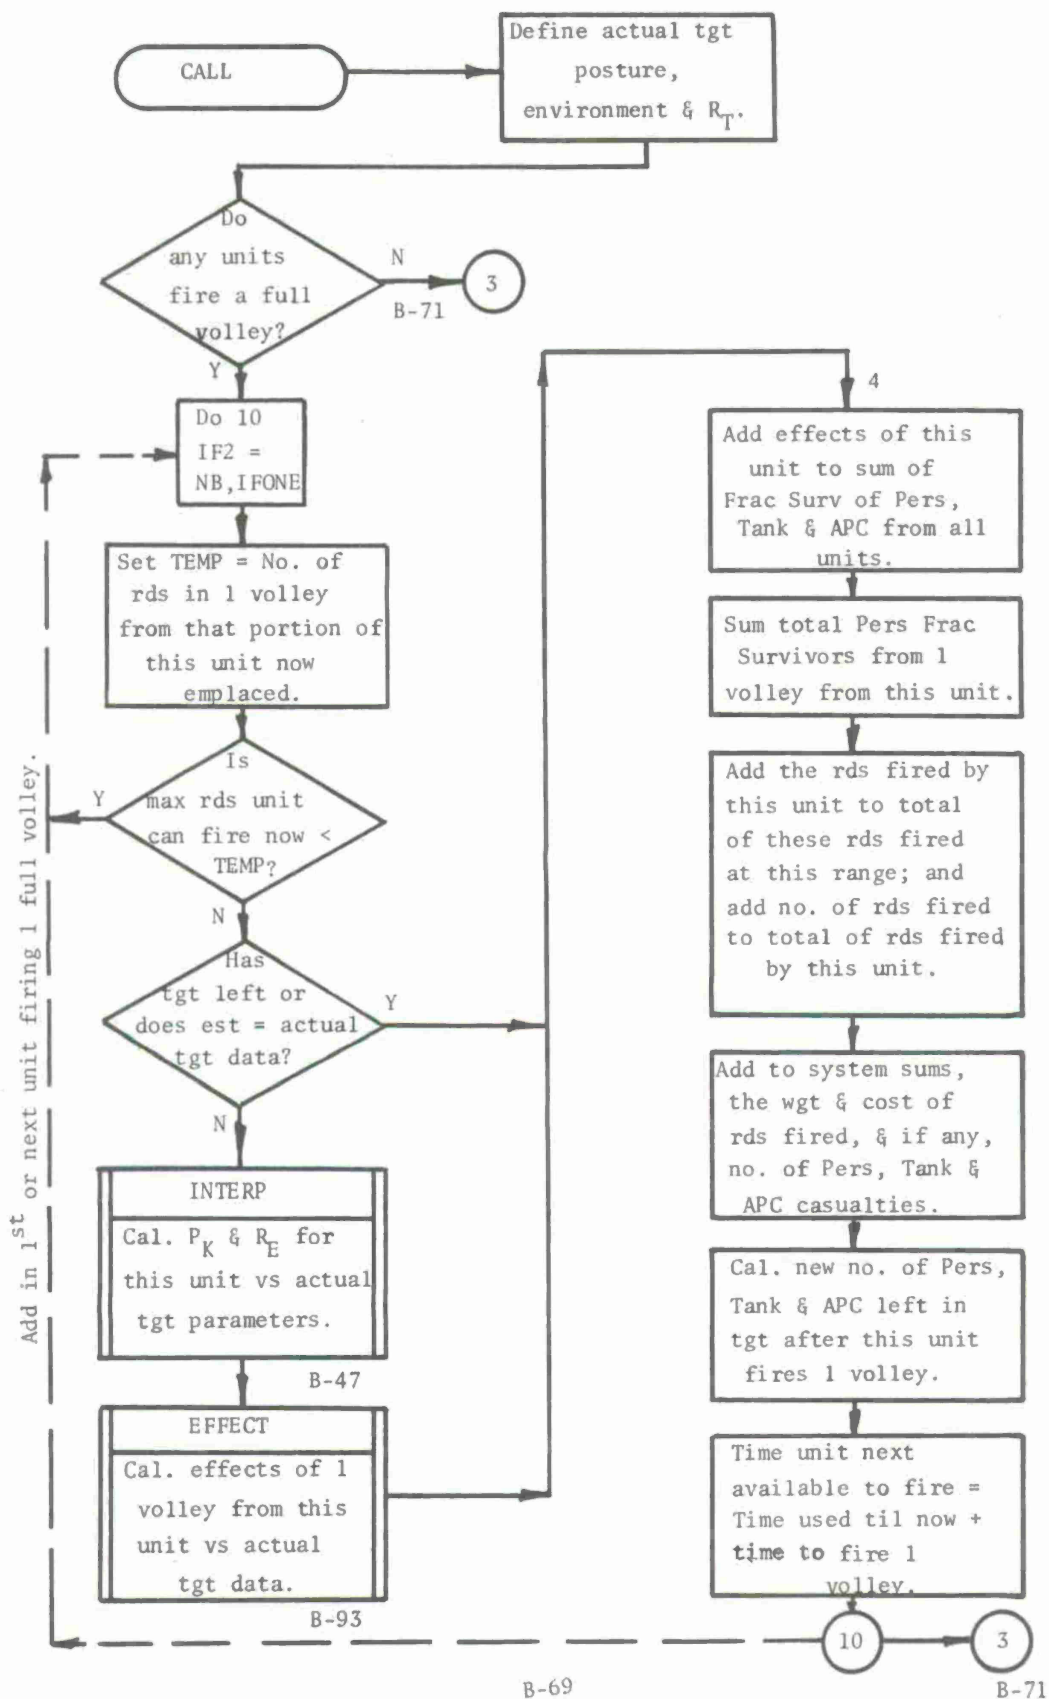 CALL
Define actual tgt
posture,
environment & R_T.
Do
any units
fire a full
volley?
N
B-71
3
Y
Do 10
IF2 =
NB,IFONE
Set TEMP = No. of
rds in 1 volley
from that portion of
this unit now
emplaced.
Is
max rds unit
can fire now <
TEMP?
Y
N
Has
tgt left or
does est = actual
tgt data?
Y
N
INTERP
Cal. P_K & R_E for
this unit vs actual
tgt parameters.
B-47
EFFECT
Cal. effects of 1
volley from this
unit vs actual
tgt data.
B-93
Add in 1st or next unit firing 1 full volley.
4
Add effects of this
unit to sum of
Frac Surv of Pers,
Tank & APC from all
units.
Sum total Pers Frac
Survivors from 1
volley from this unit.
Add the rds fired by
this unit to total
of these rds fired
at this range; and
add no. of rds fired
to total of rds fired
by this unit.
Add to system sums,
the wgt & cost of
rds fired, & if any,
no. of Pers, Tank &
APC casualties.
Cal. new no. of Pers,
Tank & APC left in
tgt after this unit
fires 1 volley.
Time unit next
available to fire =
Time used til now +
time to fire 1
volley.
10
3
B-69
B-71